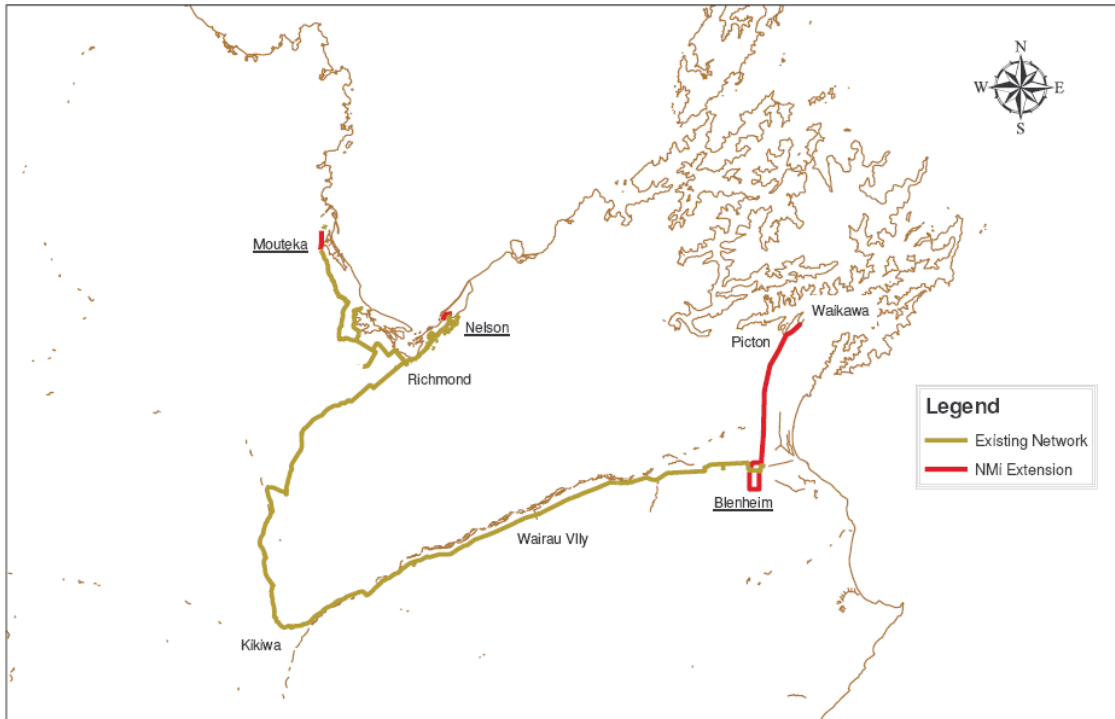 N
W E
S
Mouteka
Nelson
Waikawa
Picton
Richmond
Legend
Existing Network
NMi Extension
Blenheim
Wairau Vlly
Kikiwa